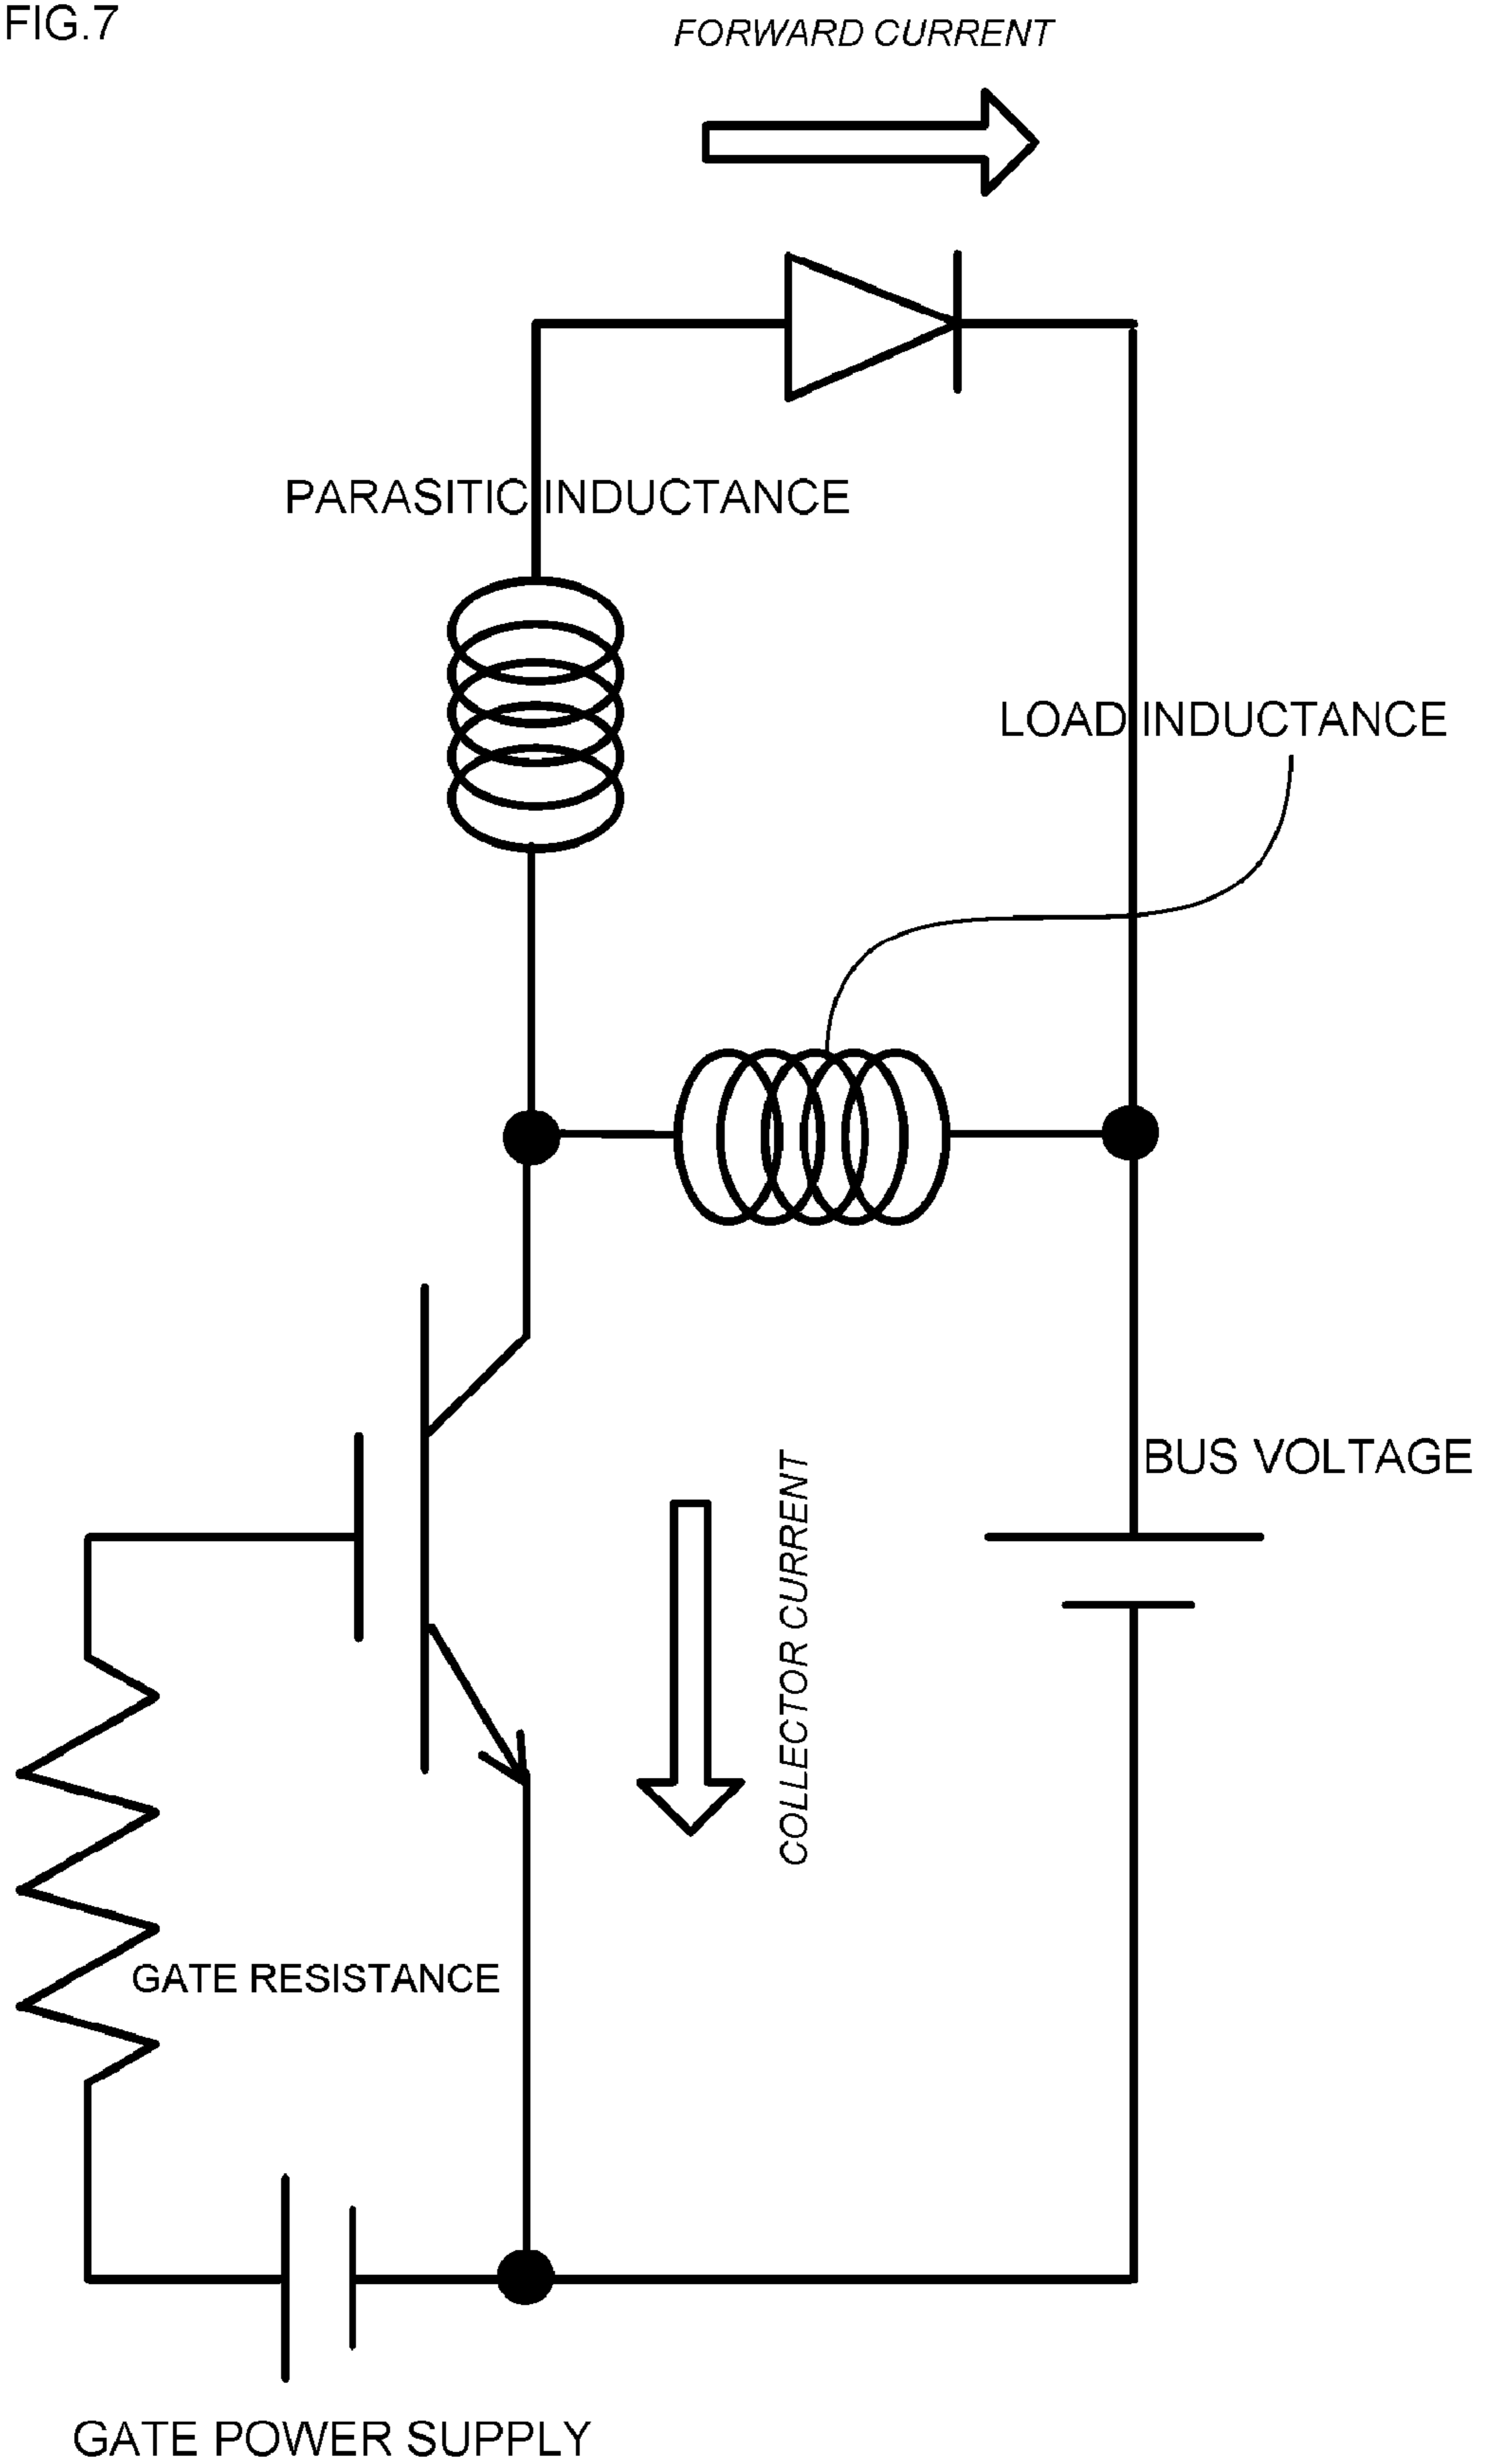 FIG.7
FORWARD CURRENT
PARASITIC INDUCTANCE
LOAD INDUCTANCE
BUS VOLTAGE
COLLECTOR CURRENT
GATE RESISTANCE
GATE POWER SUPPLY